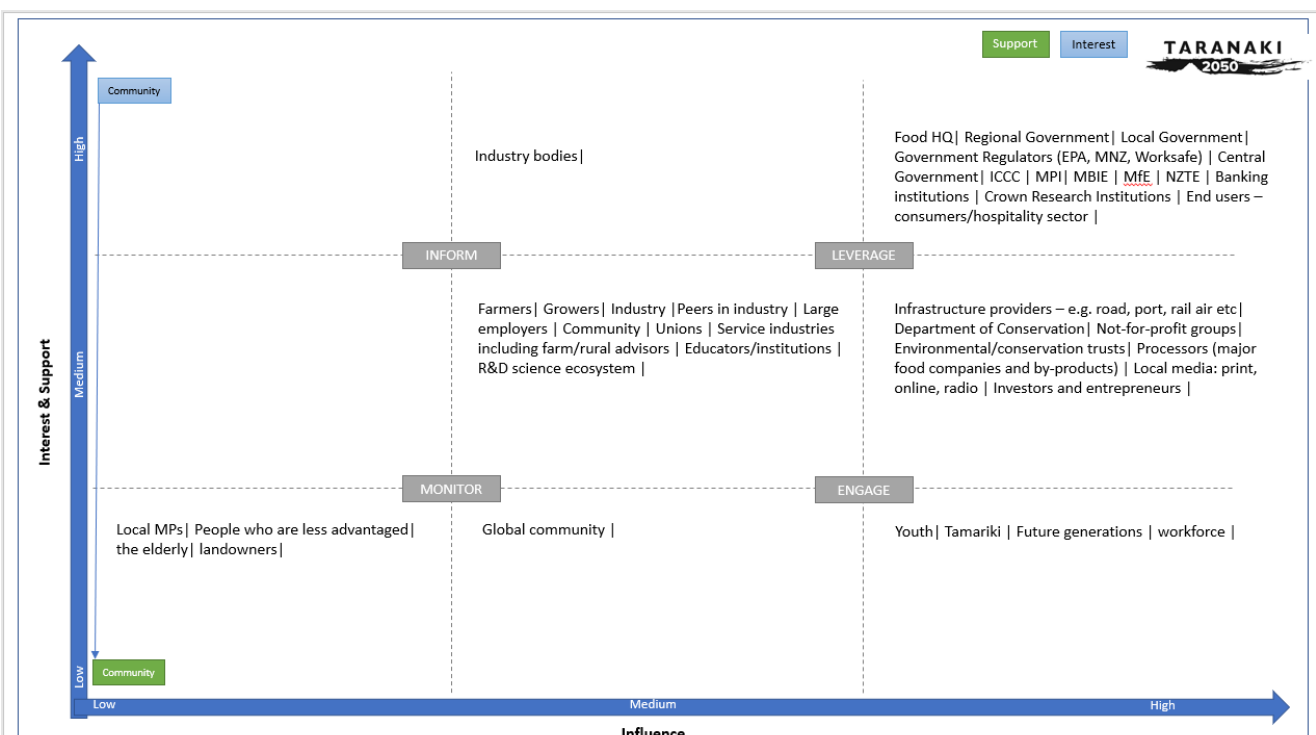 Support
Interest
TARANAKI
2050
Community
High
Industry bodies|
Food HQ| Regional Government| Local Government|
Government Regulators (EPA, MNZ, Worksafe) | Central
Government| ICCC | MPI| MBIE | MfE | NZTE | Banking
institutions | Crown Research Institutions | End users –
consumers/hospitality sector |
INFORM
LEVERAGE
Interest & Support
Medium
Farmers| Growers| Industry |Peers in industry | Large
employers | Community | Unions | Service industries
including farm/rural advisors | Educators/institutions |
R&D science ecosystem |
Infrastructure providers – e.g. road, port, rail air etc|
Department of Conservation| Not-for-profit groups|
Environmental/conservation trusts| Processors (major
food companies and by-products) | Local media: print,
online, radio | Investors and entrepreneurs |
MONITOR
ENGAGE
Local MPs| People who are less advantaged|
the elderly| landowners|
Global community |
Youth| Tamariki | Future generations | workforce |
Low
Community
Low
Medium
High
Influence